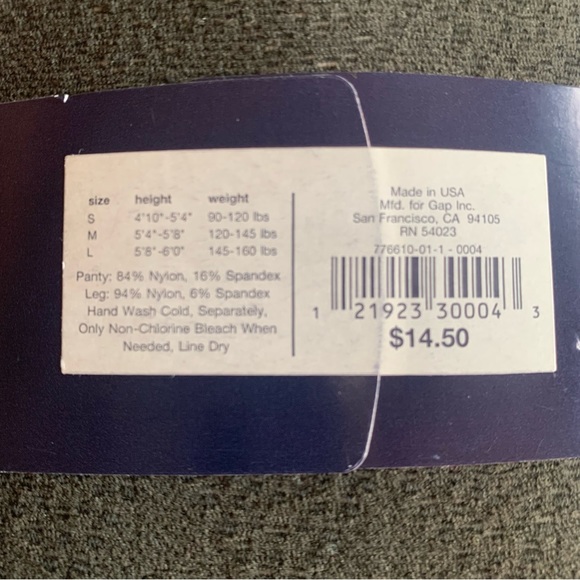 size height weight
S 4'10"-5'4" 90-120 lbs
M 5'4"-5'8" 120-145 lbs
L 5'8"-6'0" 145-160 lbs
Panty: 84% Nylon, 16% Spandex
Leg: 94% Nylon, 6% Spandex
Hand Wash Cold, Separately,
Only Non-Chlorine Bleach When
Needed, Line Dry
Made in USA
Mfd. for Gap Inc.
San Francisco, CA 94105
RN 54023
776610-01-1-0004
1 21923 30004 3
$14.50